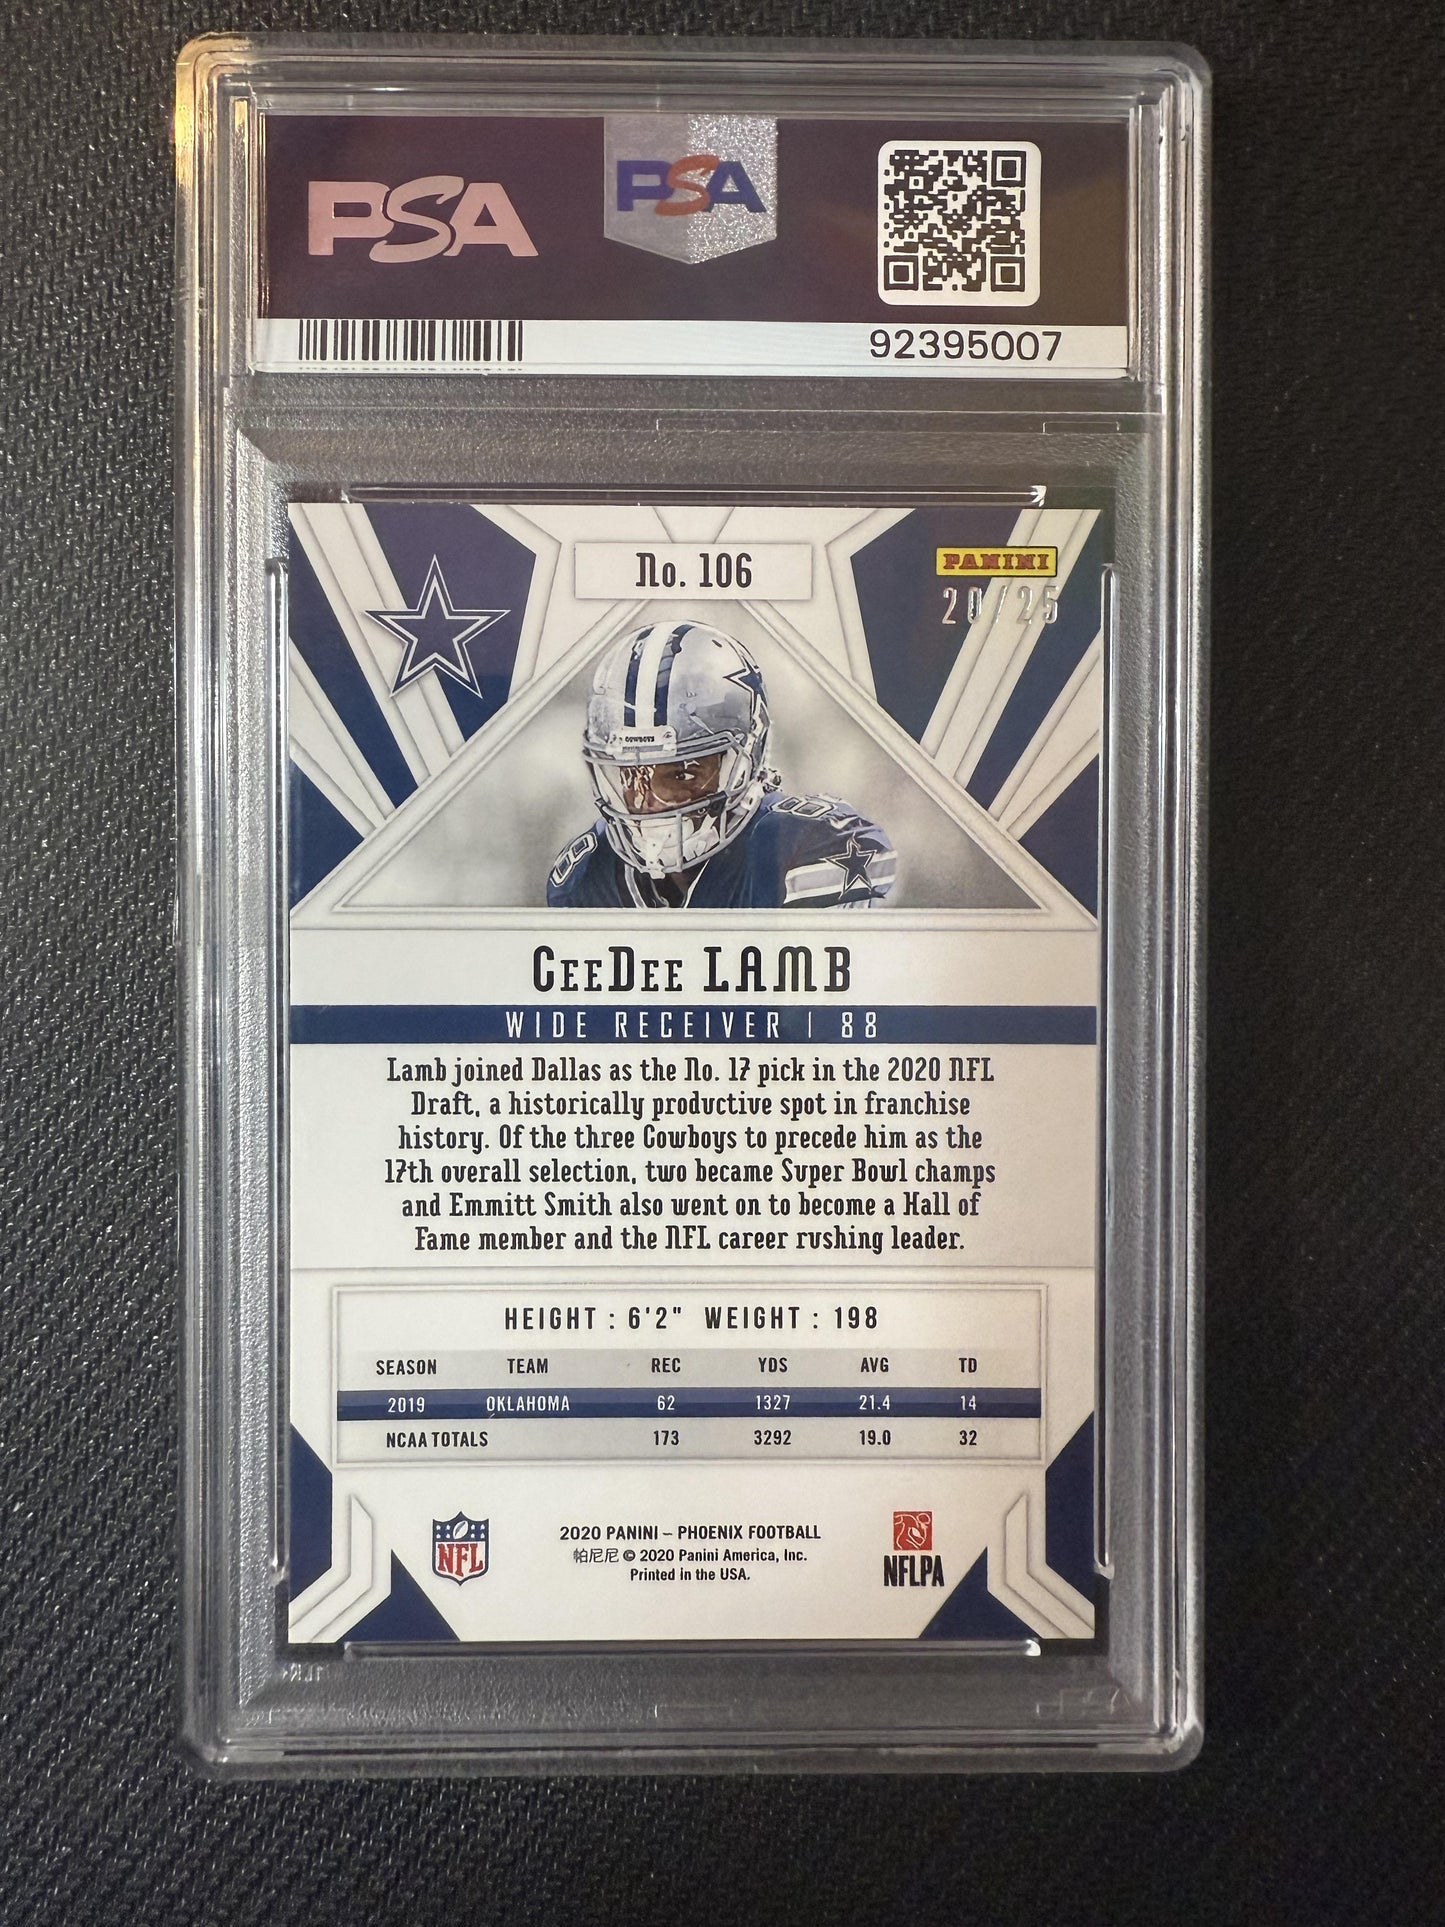 PSA
PSA
92395007
No. 106
PANINI
20/25
COWBOYS
8
8
CEEDEE LAMB
WIDE RECEIVER | 88
Lamb joined Dallas as the No. 17 pick in the 2020 NFL
Draft, a historically productive spot in franchise
history. Of the three Cowboys to precede him as the
17th overall selection, two became Super Bowl champs
and Emmitt Smith also went on to become a Hall of
Fame member and the NFL career rushing leader.
HEIGHT : 6'2" WEIGHT : 198
SEASON TEAM REC YDS AVG TD
2019 OKLAHOMA 62 1327 21.4 14
NCAA TOTALS 173 3292 19.0 32
NFL
2020 PANINI – PHOENIX FOOTBALL
帕尼尼 © 2020 Panini America, Inc.
Printed in the USA.
NFLPA